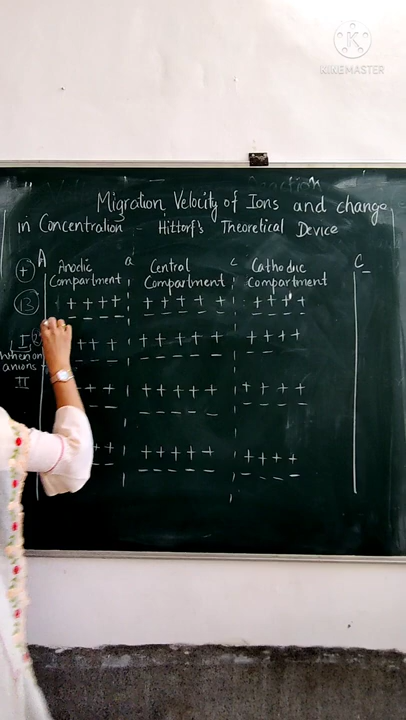 K
KINEMASTER
Migration Velocity of Ions and change
in Concentration - Hittorf's Theoretical Device
A a c C
+ Anodic Central Cathodic
Compartment Compartment Compartment
13 + + + + + + + + + + + + +
_ _ _ _ _ _ _ _ _ _ _ _ _
I + + + + + + + + + + + +
When on _ _ _ _ _ _ _ _ _ _ _ _
anions
II + + + + + + + + + + +
_ _ _ _ _ _ _ _ _ _ _
+ + + + + + + + + + +
_ _ _ _ _ _ _ _ _ _ _